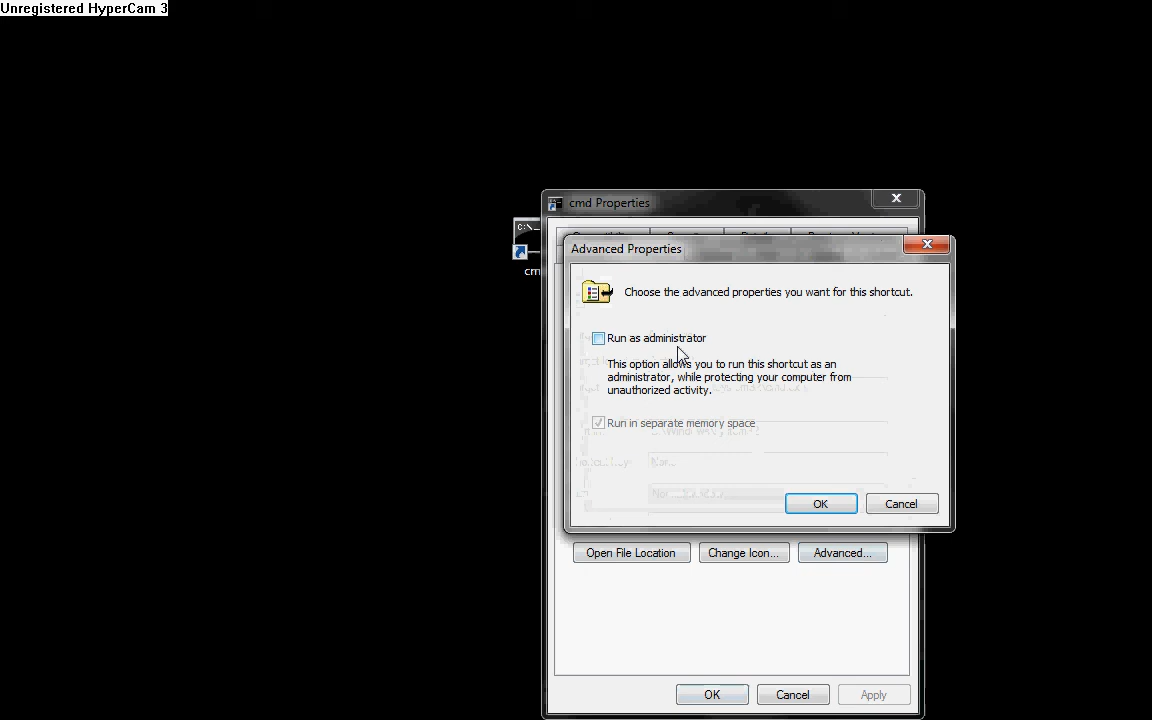 Unregistered HyperCam 3
cmd Properties
C:\
cm
Advanced Properties
Choose the advanced properties you want for this shortcut.
Run as administrator
This option allows you to run this shortcut as an
administrator, while protecting your computer from
unauthorized activity.
Run in separate memory space
OK
Cancel
Open File Location
Change Icon...
Advanced...
OK
Cancel
Apply